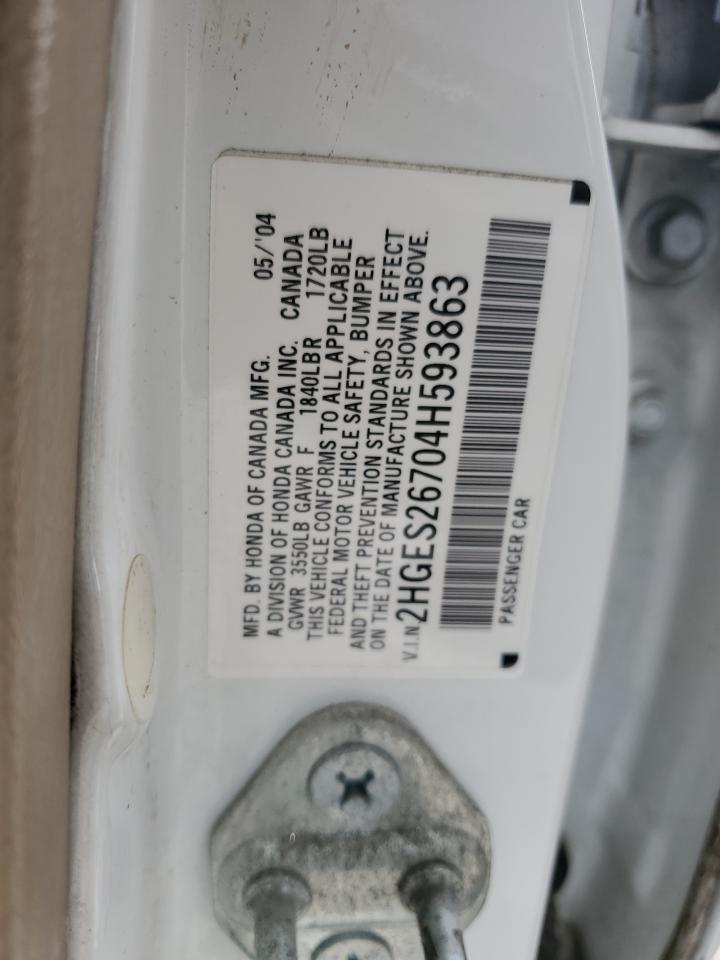 MFD. BY HONDA OF CANADA MFG. 05/'04
A DIVISION OF HONDA CANADA INC. CANADA
GVWR 3550LB GAWR F 1840LBR 1720LB
THIS VEHICLE CONFORMS TO ALL APPLICABLE
FEDERAL MOTOR VEHICLE SAFETY, BUMPER
AND THEFT PREVENTION STANDARDS IN EFFECT
ON THE DATE OF MANUFACTURE SHOWN ABOVE.
V.I.N. 2HGES26704H593863
PASSENGER CAR